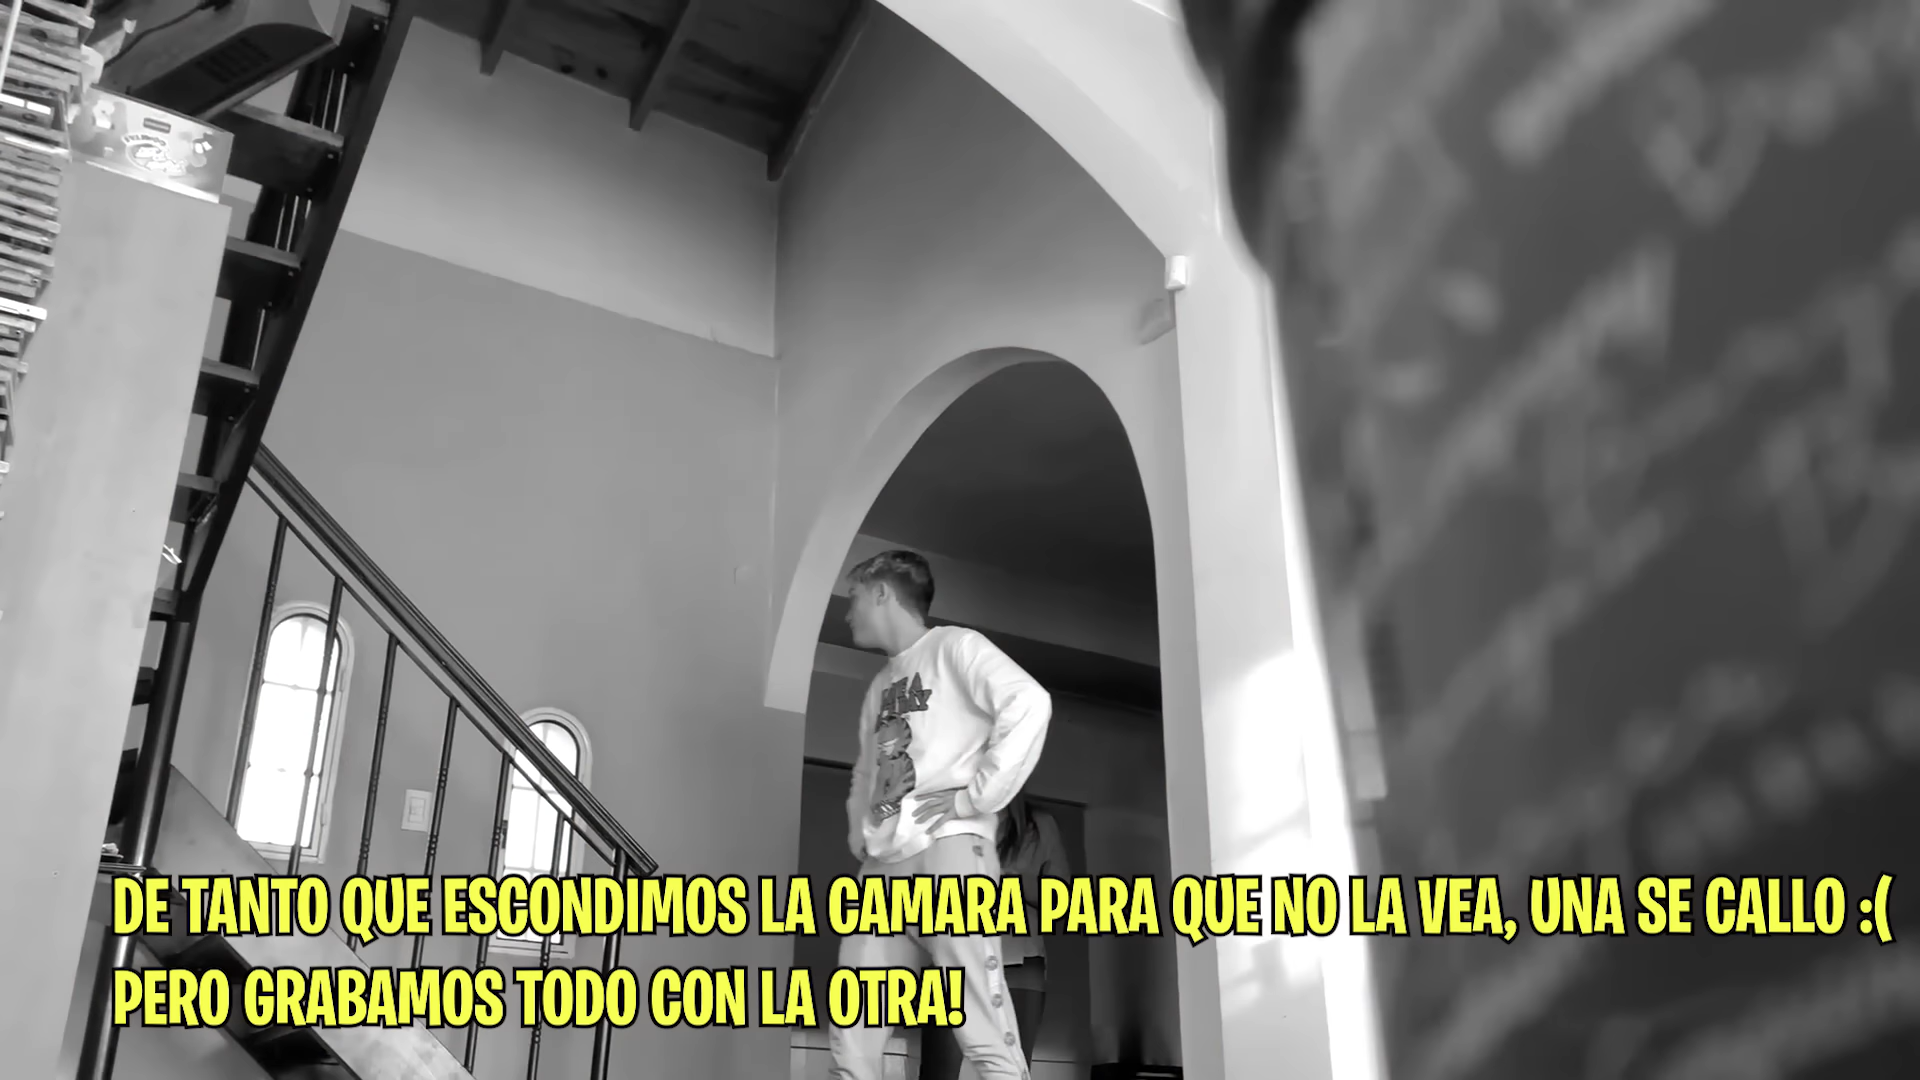 DE TANTO QUE ESCONDIMOS LA CAMARA PARA QUE NO LA VEA, UNA SE CALLO :(
PERO GRABAMOS TODO CON LA OTRA!